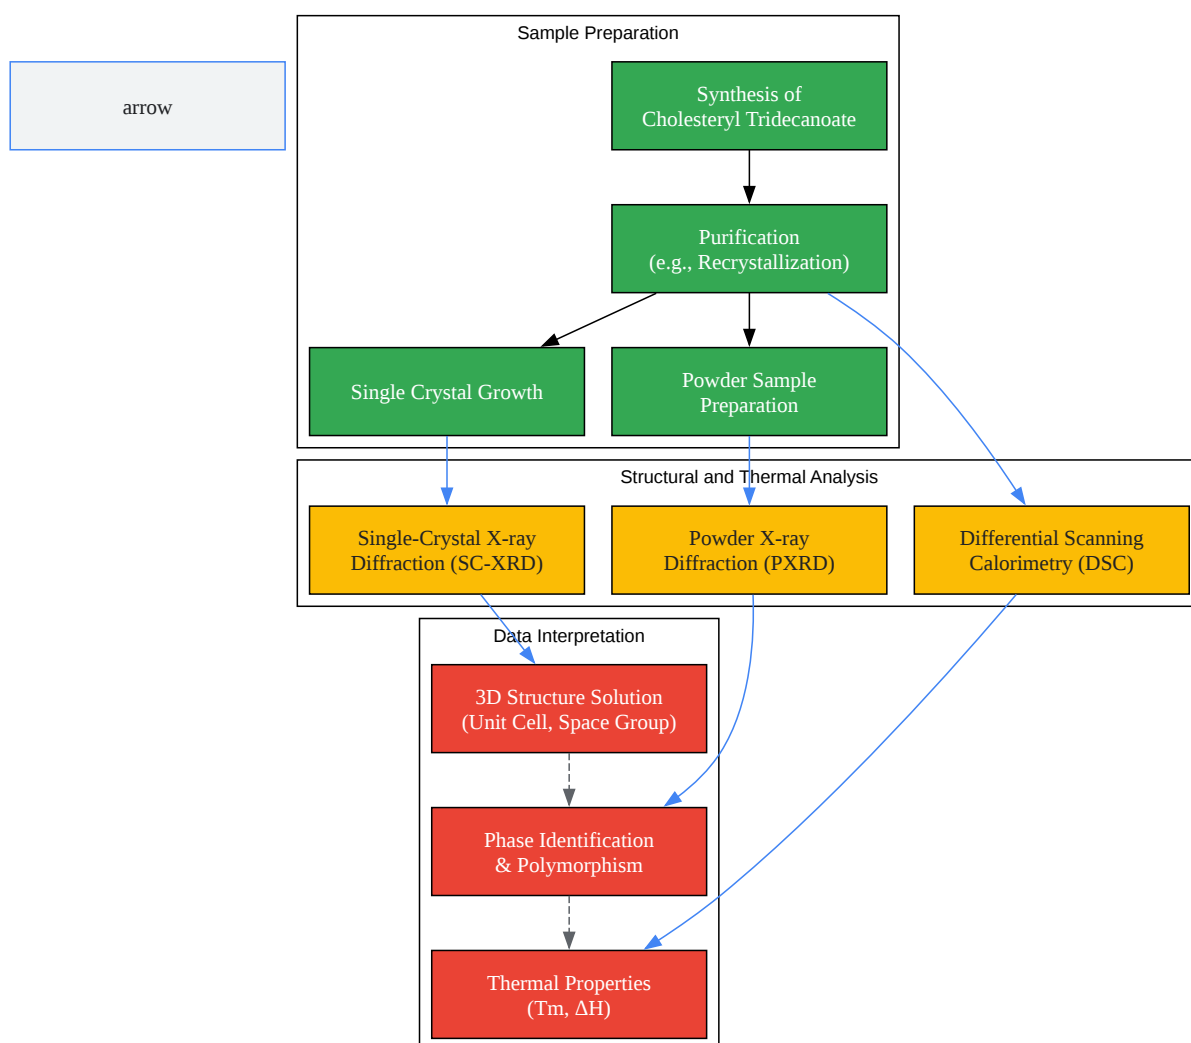 Sample Preparation
arrow
Synthesis of
Cholesteryl Tridecanoate
Purification
(e.g., Recrystallization)
Single Crystal Growth
Powder Sample
Preparation
Structural and Thermal Analysis
Single-Crystal X-ray
Diffraction (SC-XRD)
Powder X-ray
Diffraction (PXRD)
Differential Scanning
Calorimetry (DSC)
Data Interpretation
3D Structure Solution
(Unit Cell, Space Group)
Phase Identification
& Polymorphism
Thermal Properties
(Tm, ΔH)